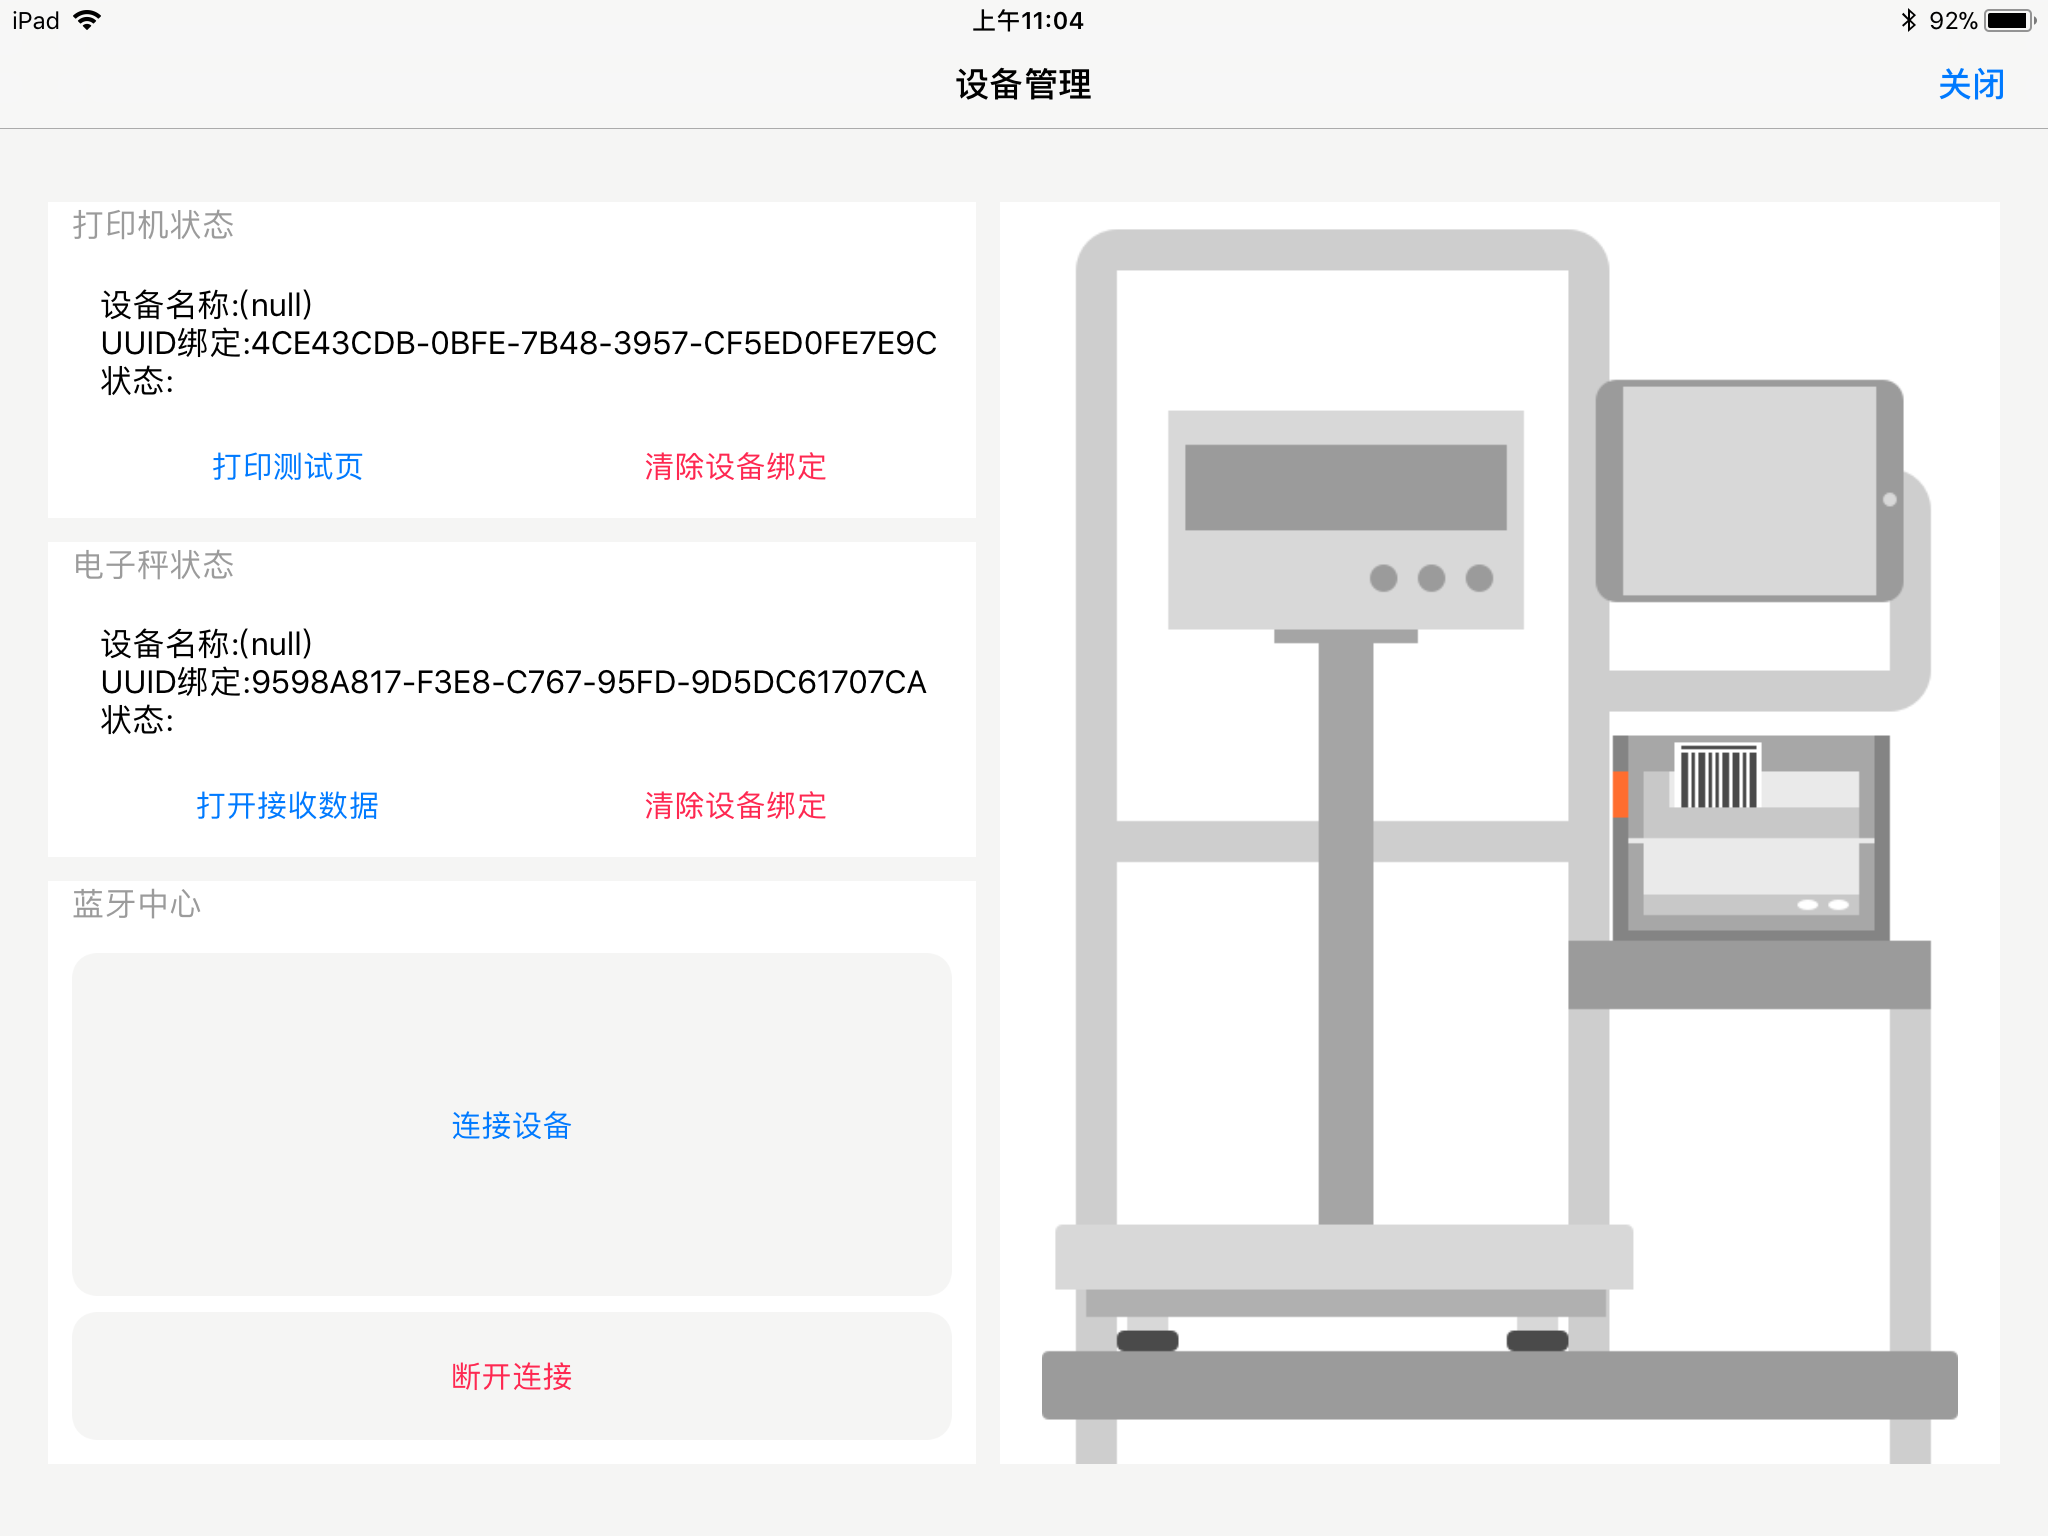 iPad
上午11:04
92%
设备管理
关闭
打印机状态
设备名称:(null)
UUID绑定:4CE43CDB-0BFE-7B48-3957-CF5ED0FE7E9C
状态:
打印测试页
清除设备绑定
电子秤状态
设备名称:(null)
UUID绑定:9598A817-F3E8-C767-95FD-9D5DC61707CA
状态:
打开接收数据
清除设备绑定
蓝牙中心
连接设备
断开连接